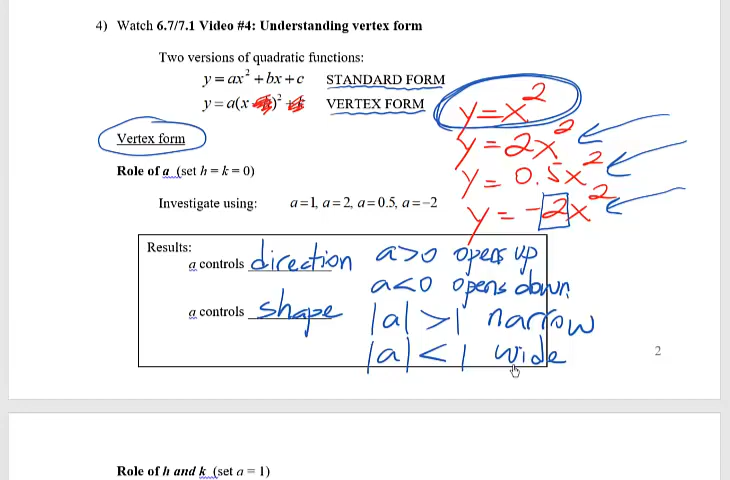 4) Watch 6.7/7.1 Video #4: Understanding vertex form
Two versions of quadratic functions:
y = ax² + bx + c STANDARD FORM
y = a(x )² VERTEX FORM
y = x²
y = 2x²
Vertex form
y = 0.5x²
Role of a (set h = k = 0)
Investigate using: a = 1, a = 2, a = 0.5, a = −2
y = -2x²
Results:
a controls direction a>0 opens up
a<0 opens down
a controls shape |a| >1 narrow
|a| < 1 wide
2
Role of h and k (set a = 1)